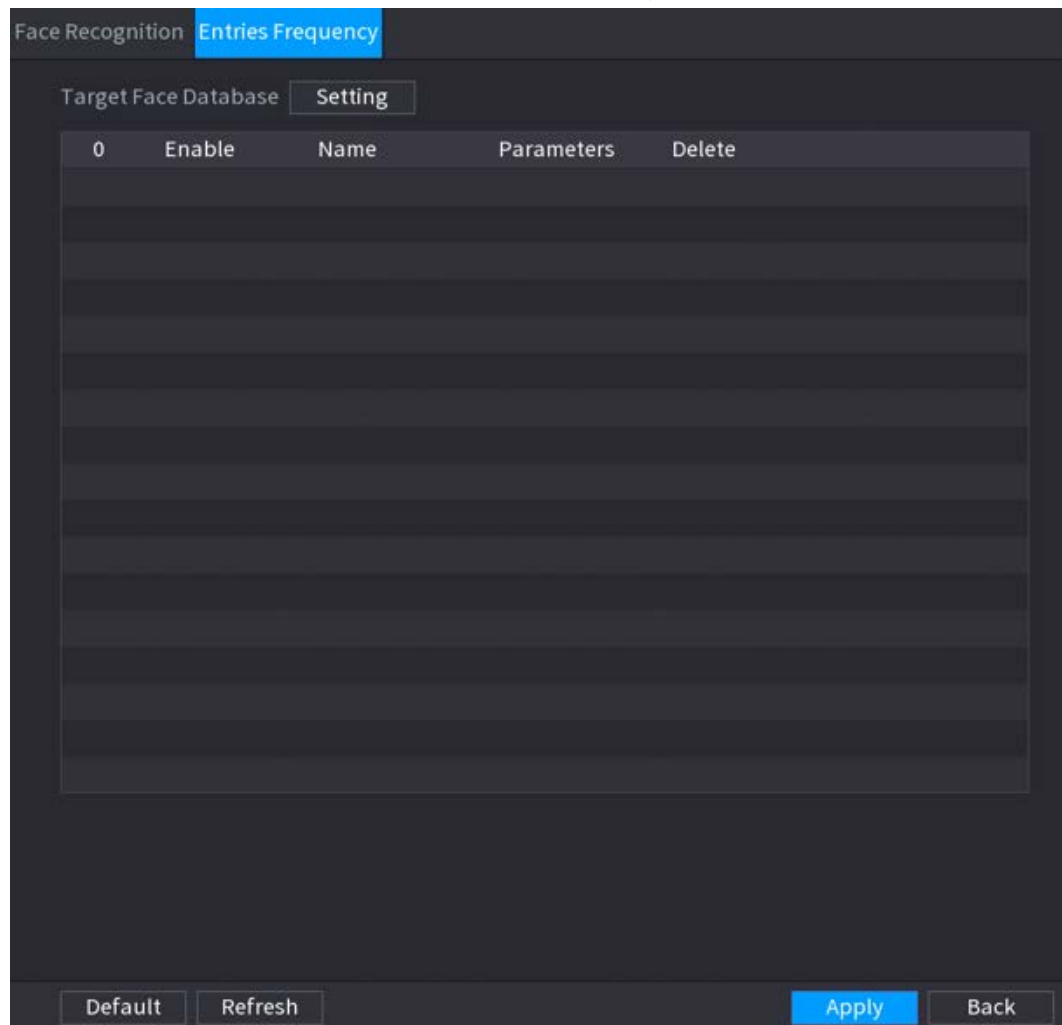 Face Recognition Entries Frequency
Target Face Database Setting
0 Enable Name Parameters Delete
Default Refresh Apply Back